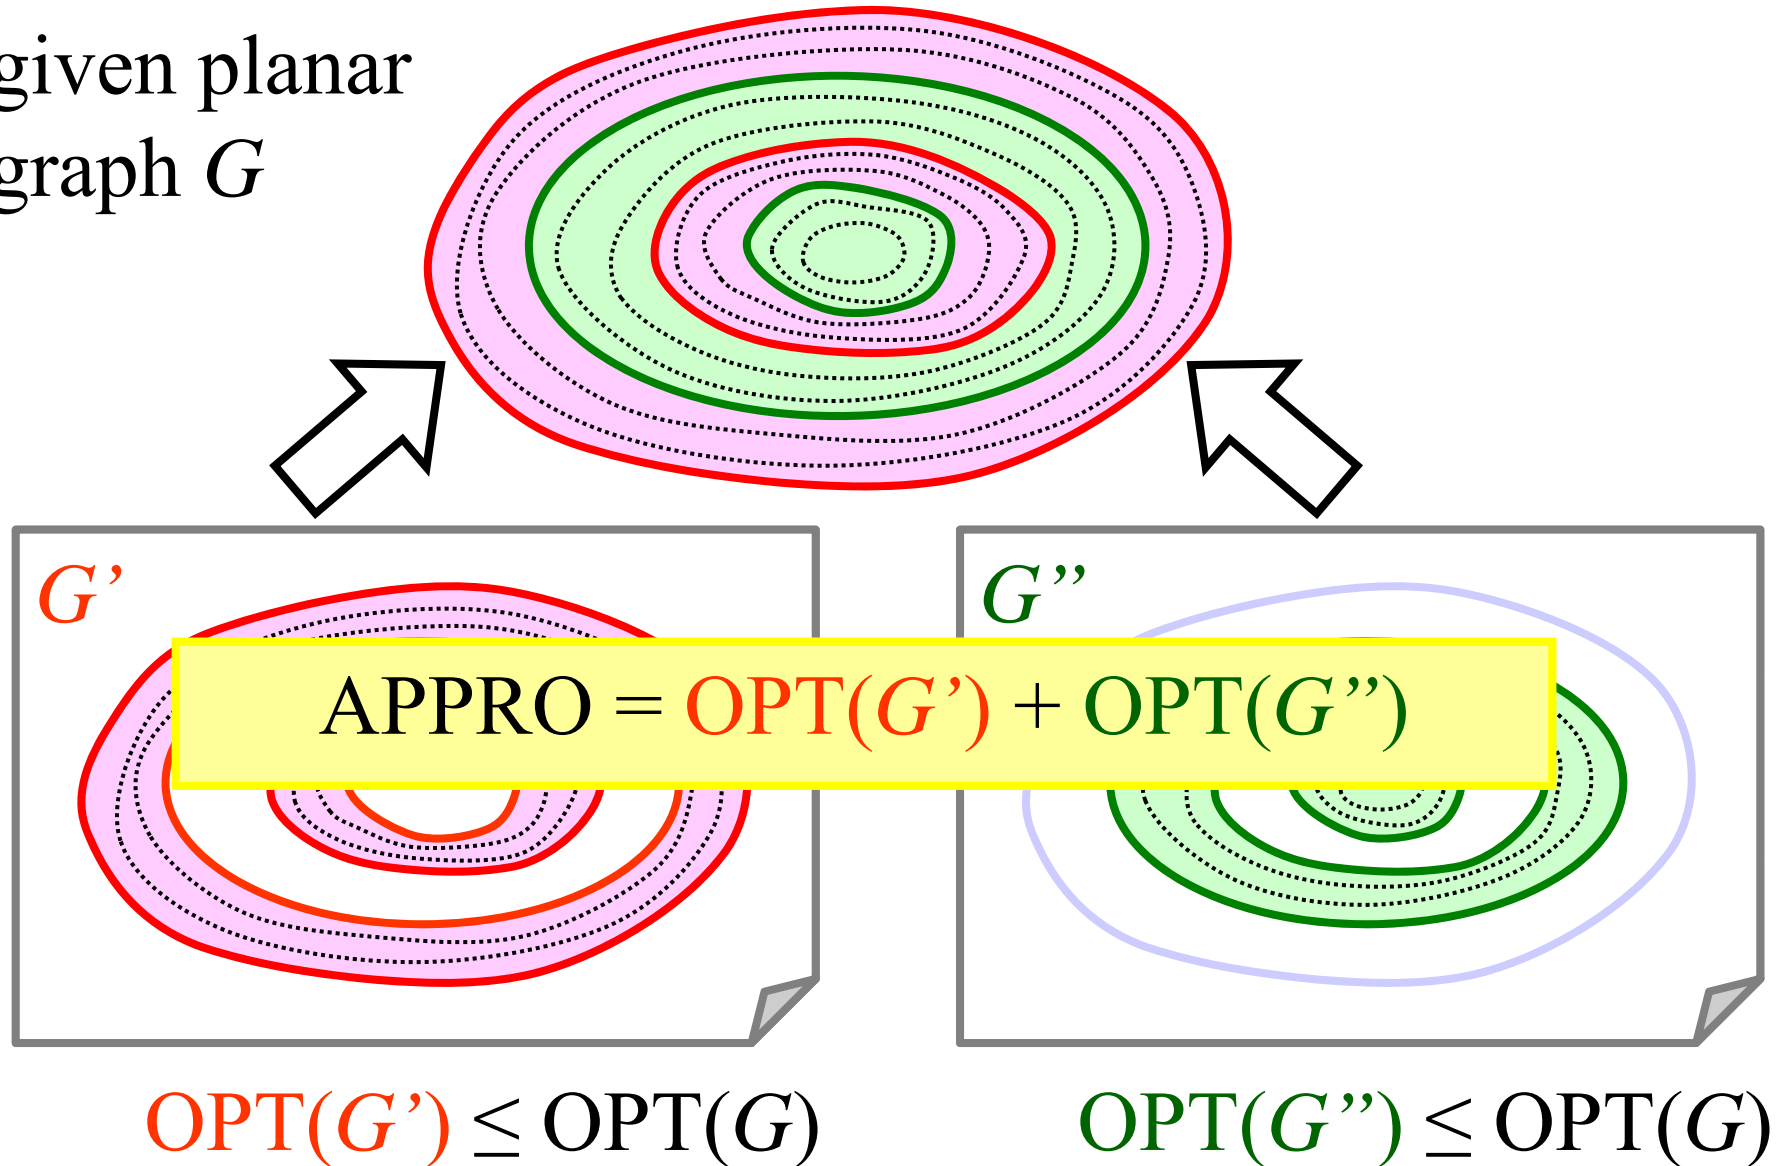 given planar
graph G
G’
G’’
APPRO = OPT(G’) + OPT(G’’)
OPT(G’) ≤ OPT(G)
OPT(G’’) ≤ OPT(G)